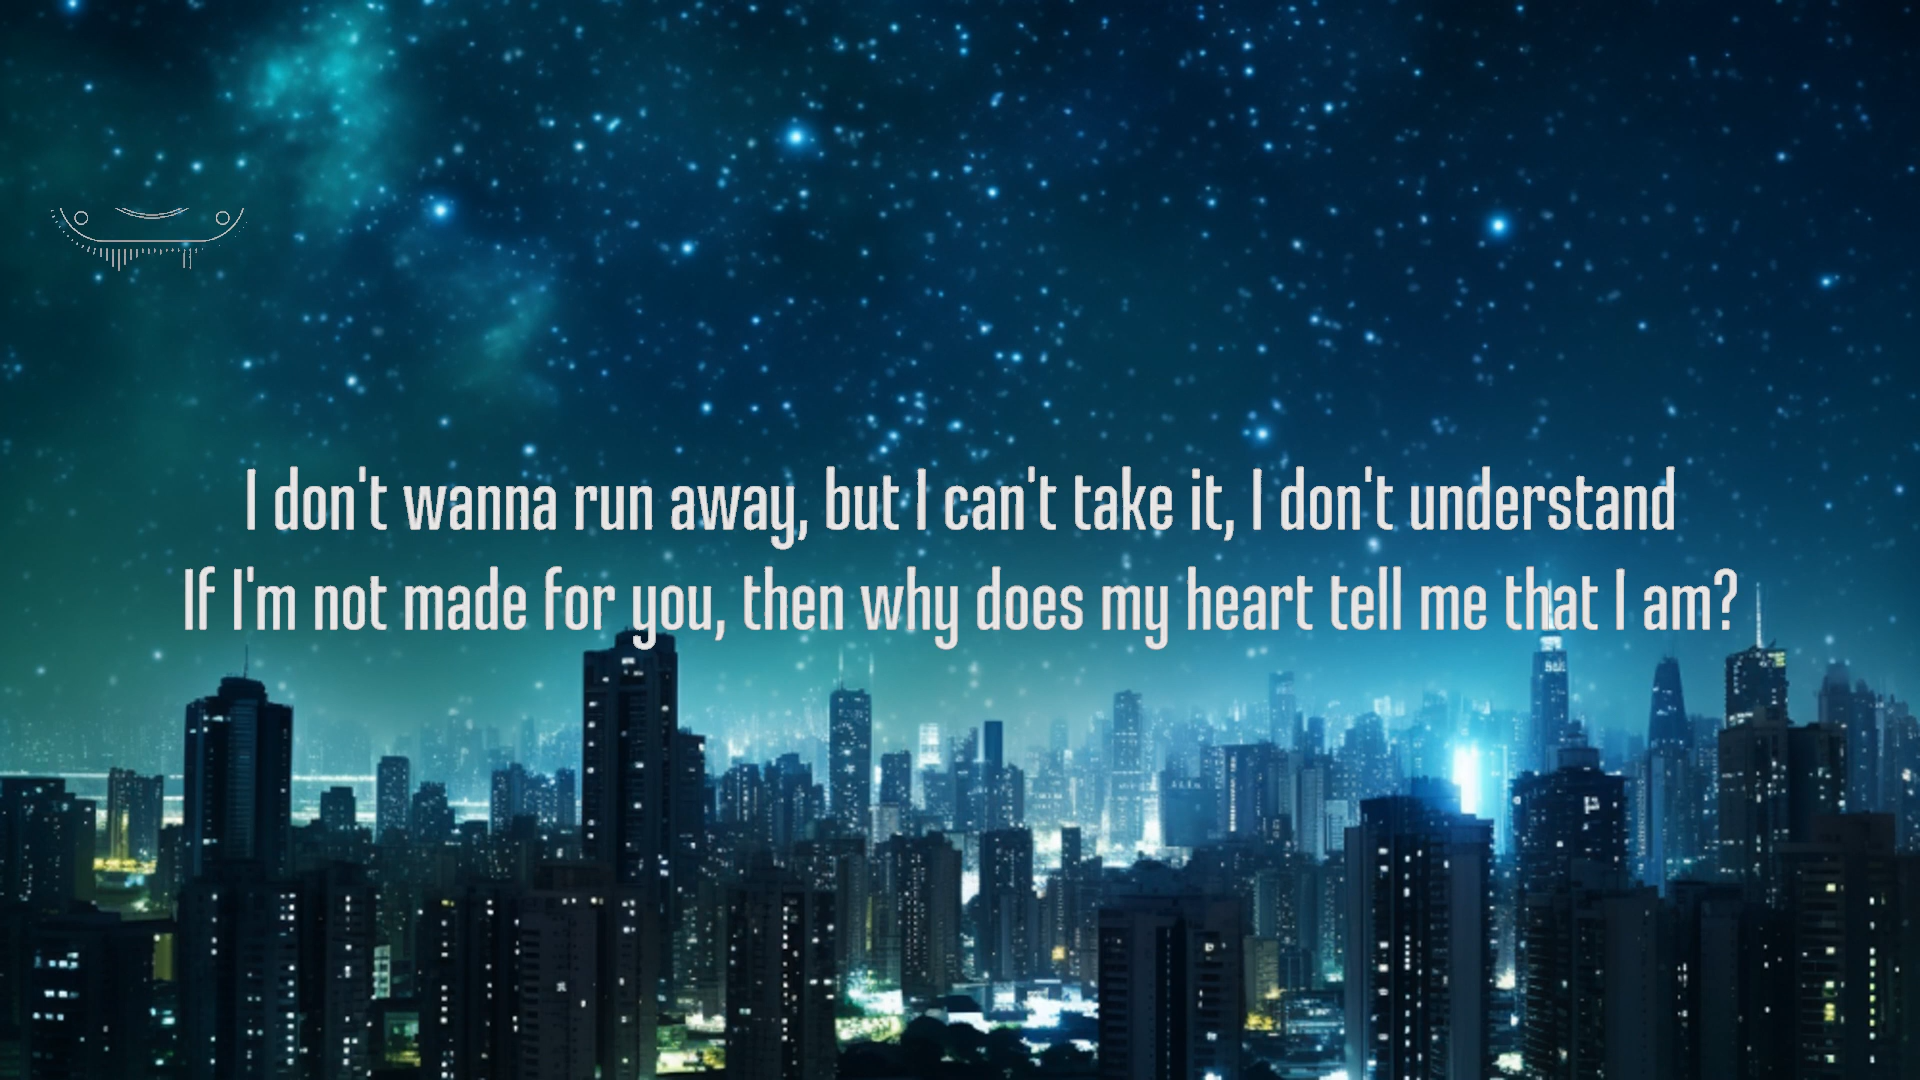 I don't wanna run away, but I can't take it, I don't understand
If I'm not made for you, then why does my heart tell me that I am?